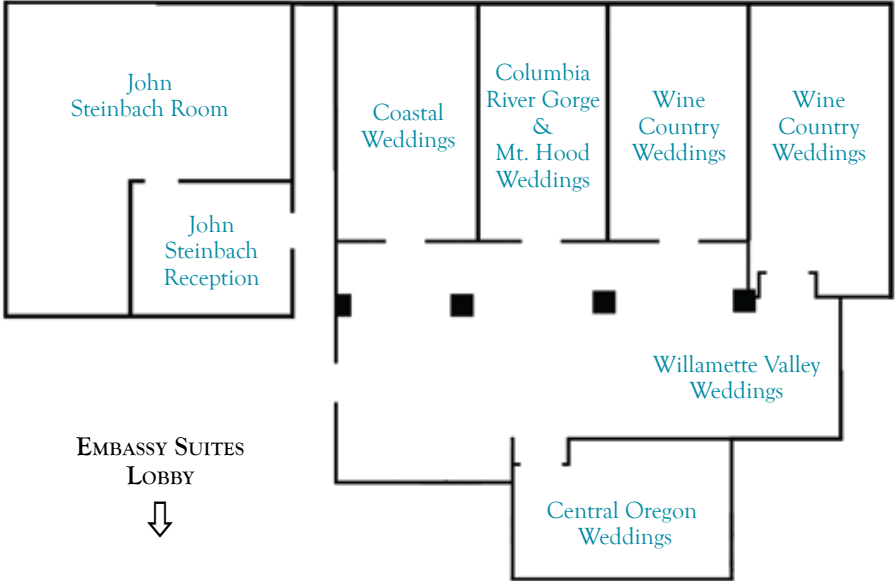 John
Steinbach Room
Coastal
Weddings
Columbia
River Gorge
&
Mt. Hood
Weddings
Wine
Country
Weddings
Wine
Country
Weddings
John
Steinbach
Reception
Willamette Valley
Weddings
Embassy Suites
Lobby
Central Oregon
Weddings